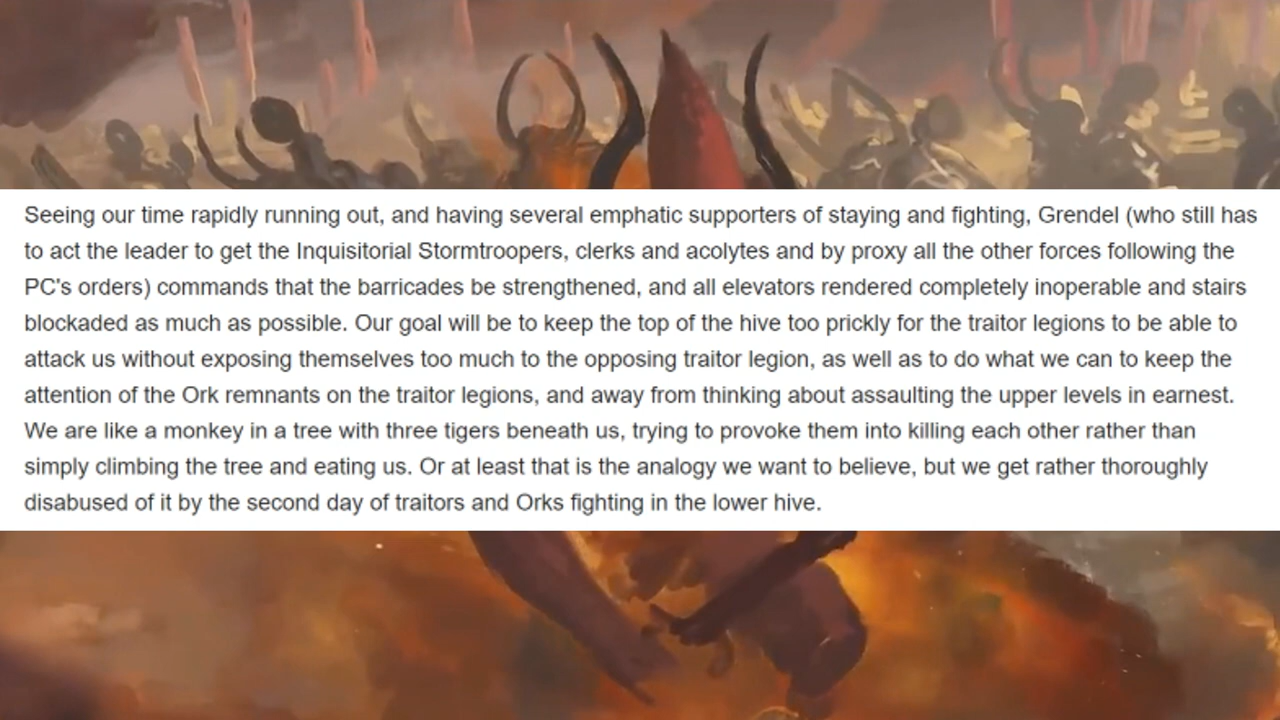 Seeing our time rapidly running out, and having several emphatic supporters of staying and fighting, Grendel (who still has
to act the leader to get the Inquisitorial Stormtroopers, clerks and acolytes and by proxy all the other forces following the
PC's orders) commands that the barricades be strengthened, and all elevators rendered completely inoperable and stairs
blockaded as much as possible. Our goal will be to keep the top of the hive too prickly for the traitor legions to be able to
attack us without exposing themselves too much to the opposing traitor legion, as well as to do what we can to keep the
attention of the Ork remnants on the traitor legions, and away from thinking about assaulting the upper levels in earnest.
We are like a monkey in a tree with three tigers beneath us, trying to provoke them into killing each other rather than
simply climbing the tree and eating us. Or at least that is the analogy we want to believe, but we get rather thoroughly
disabused of it by the second day of traitors and Orks fighting in the lower hive.